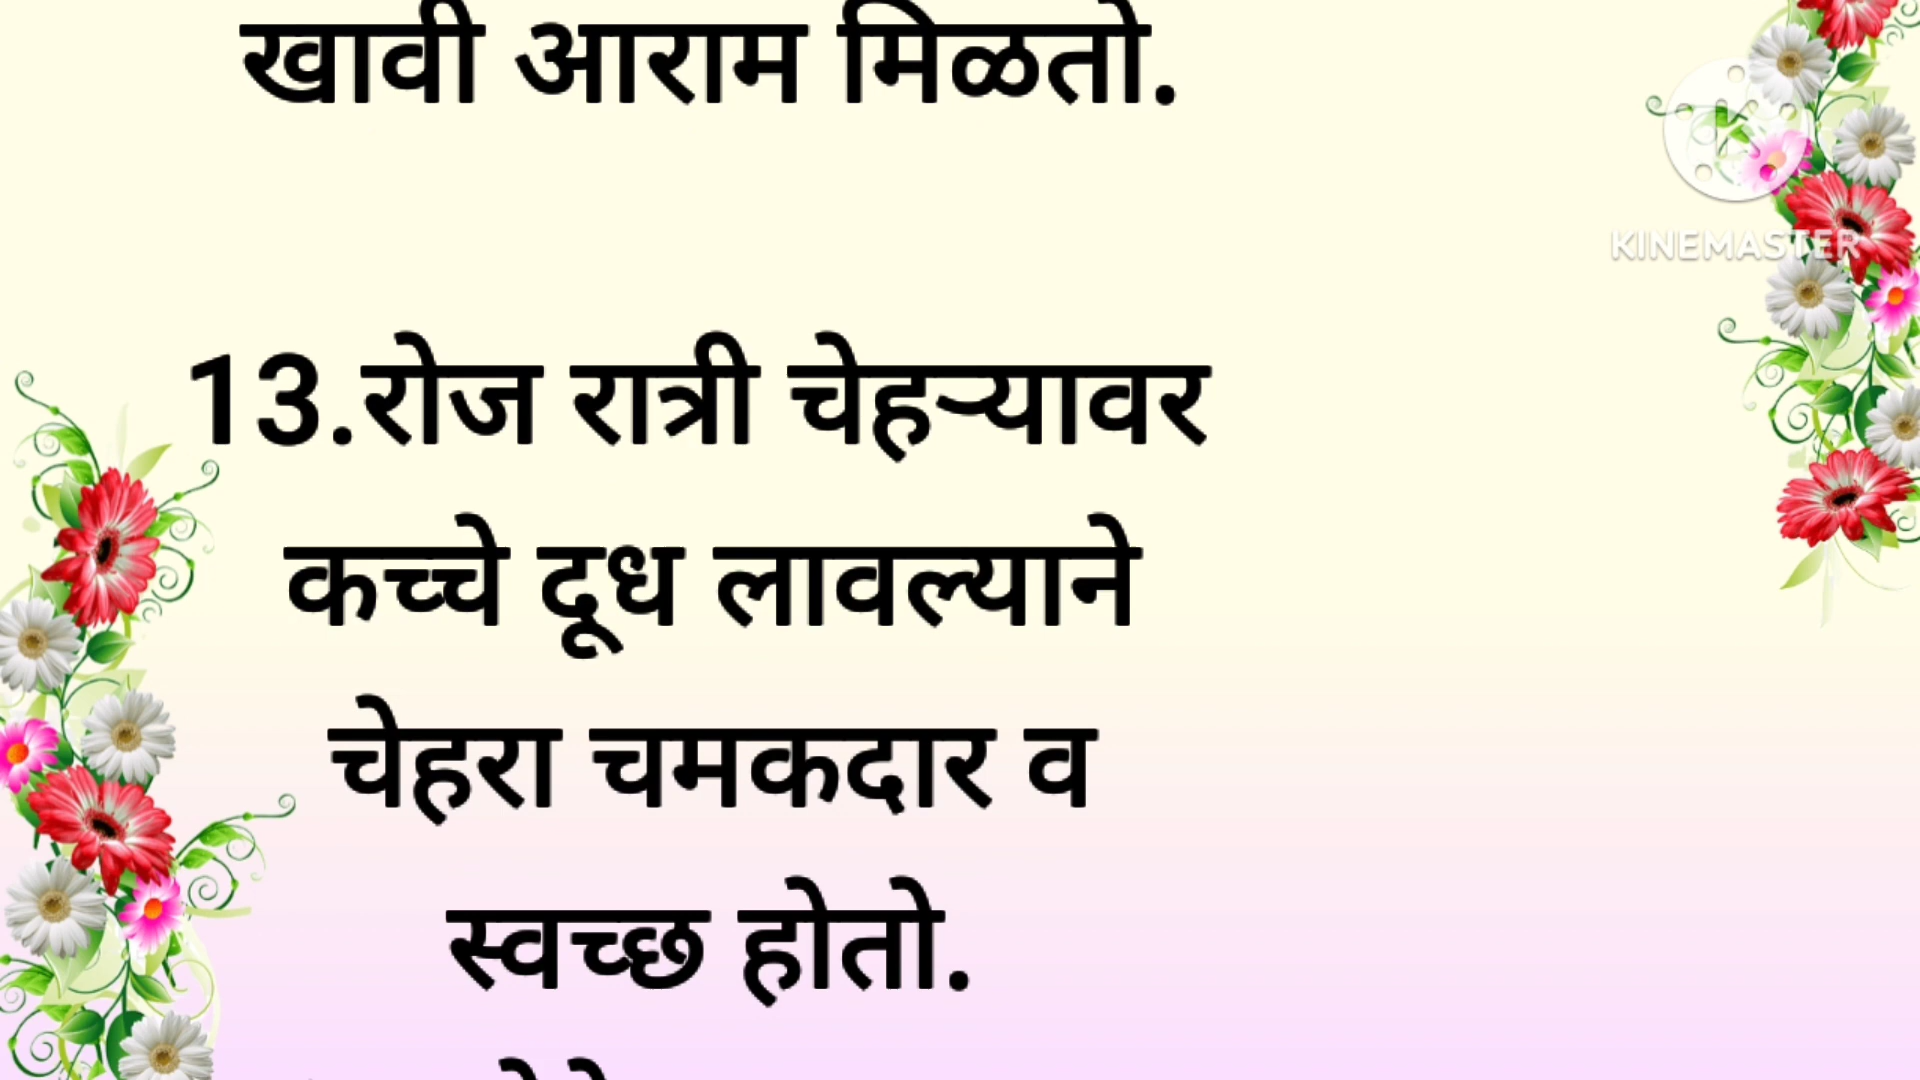 खावी आराम मिळतो.
KINEMASTER
13.रोज रात्री चेहऱ्यावर
कच्चे दूध लावल्याने
चेहरा चमकदार व
स्वच्छ होतो.